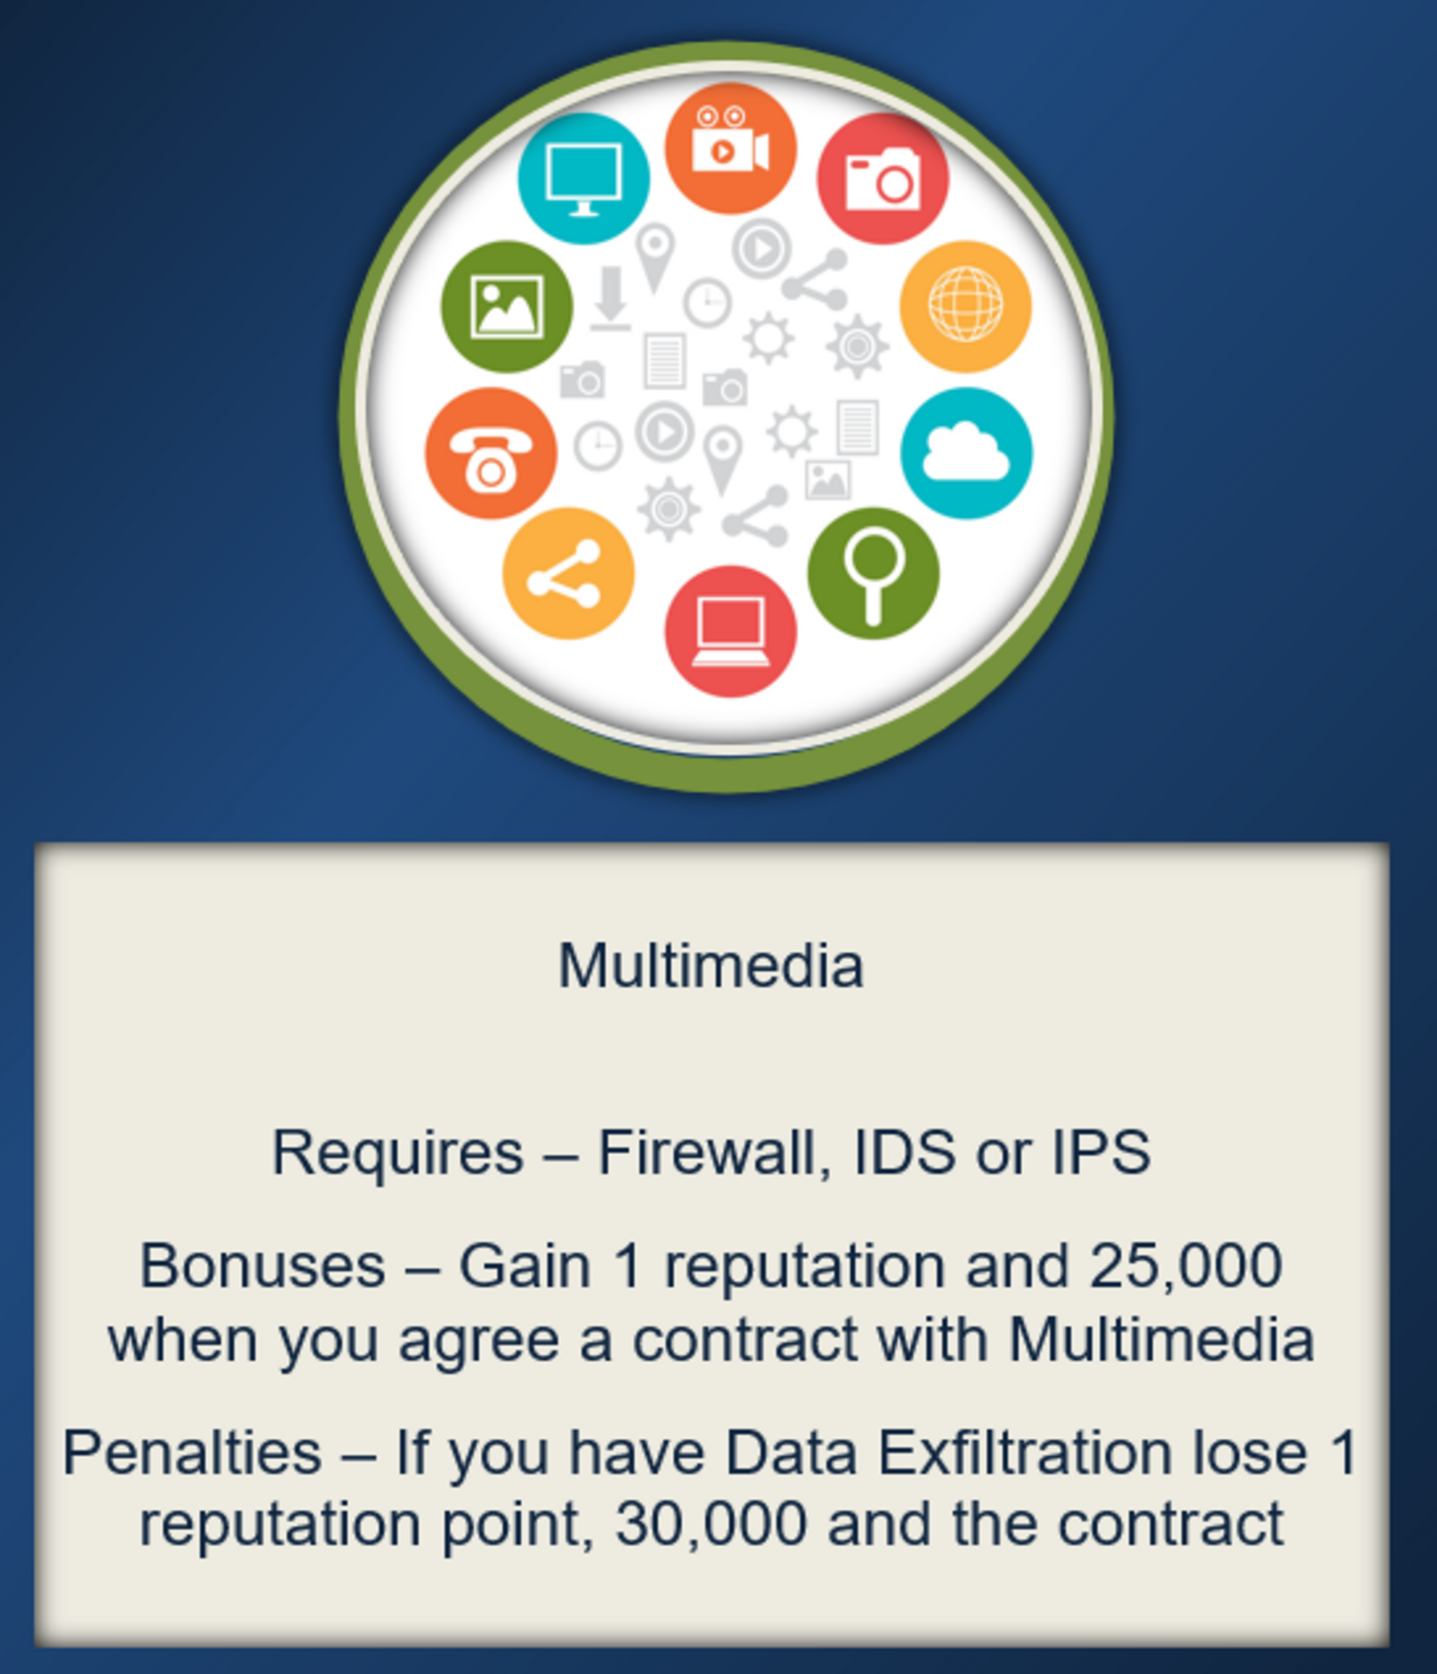 Multimedia
Requires – Firewall, IDS or IPS
Bonuses – Gain 1 reputation and 25,000
when you agree a contract with Multimedia
Penalties – If you have Data Exfiltration lose 1
reputation point, 30,000 and the contract